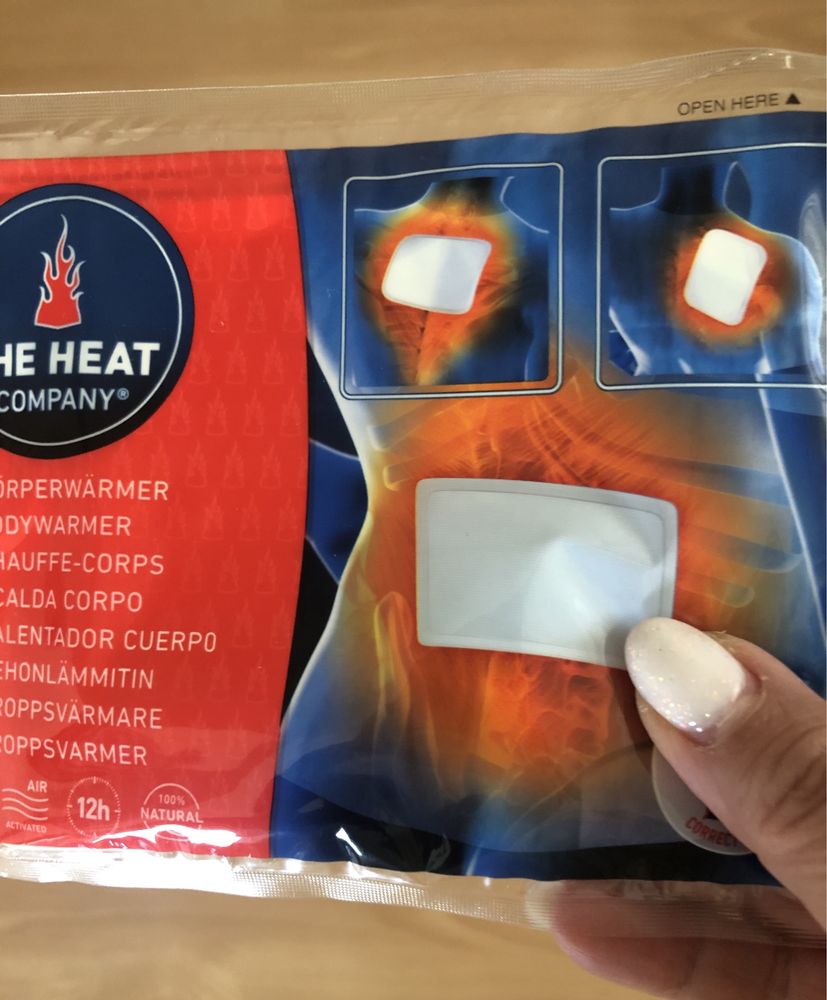 OPEN HERE ▲
HE HEAT
COMPANY®
ÖRPERWÄRMER
ODYWARMER
HAUFFE-CORPS
CALDA CORPO
ALENTADOR CUERPO
EHONLÄMMITIN
ROPPSVÄRMARE
ROPPSVARMER
AIR
ACTIVATED
12h
100%
NATURAL
CORRECT